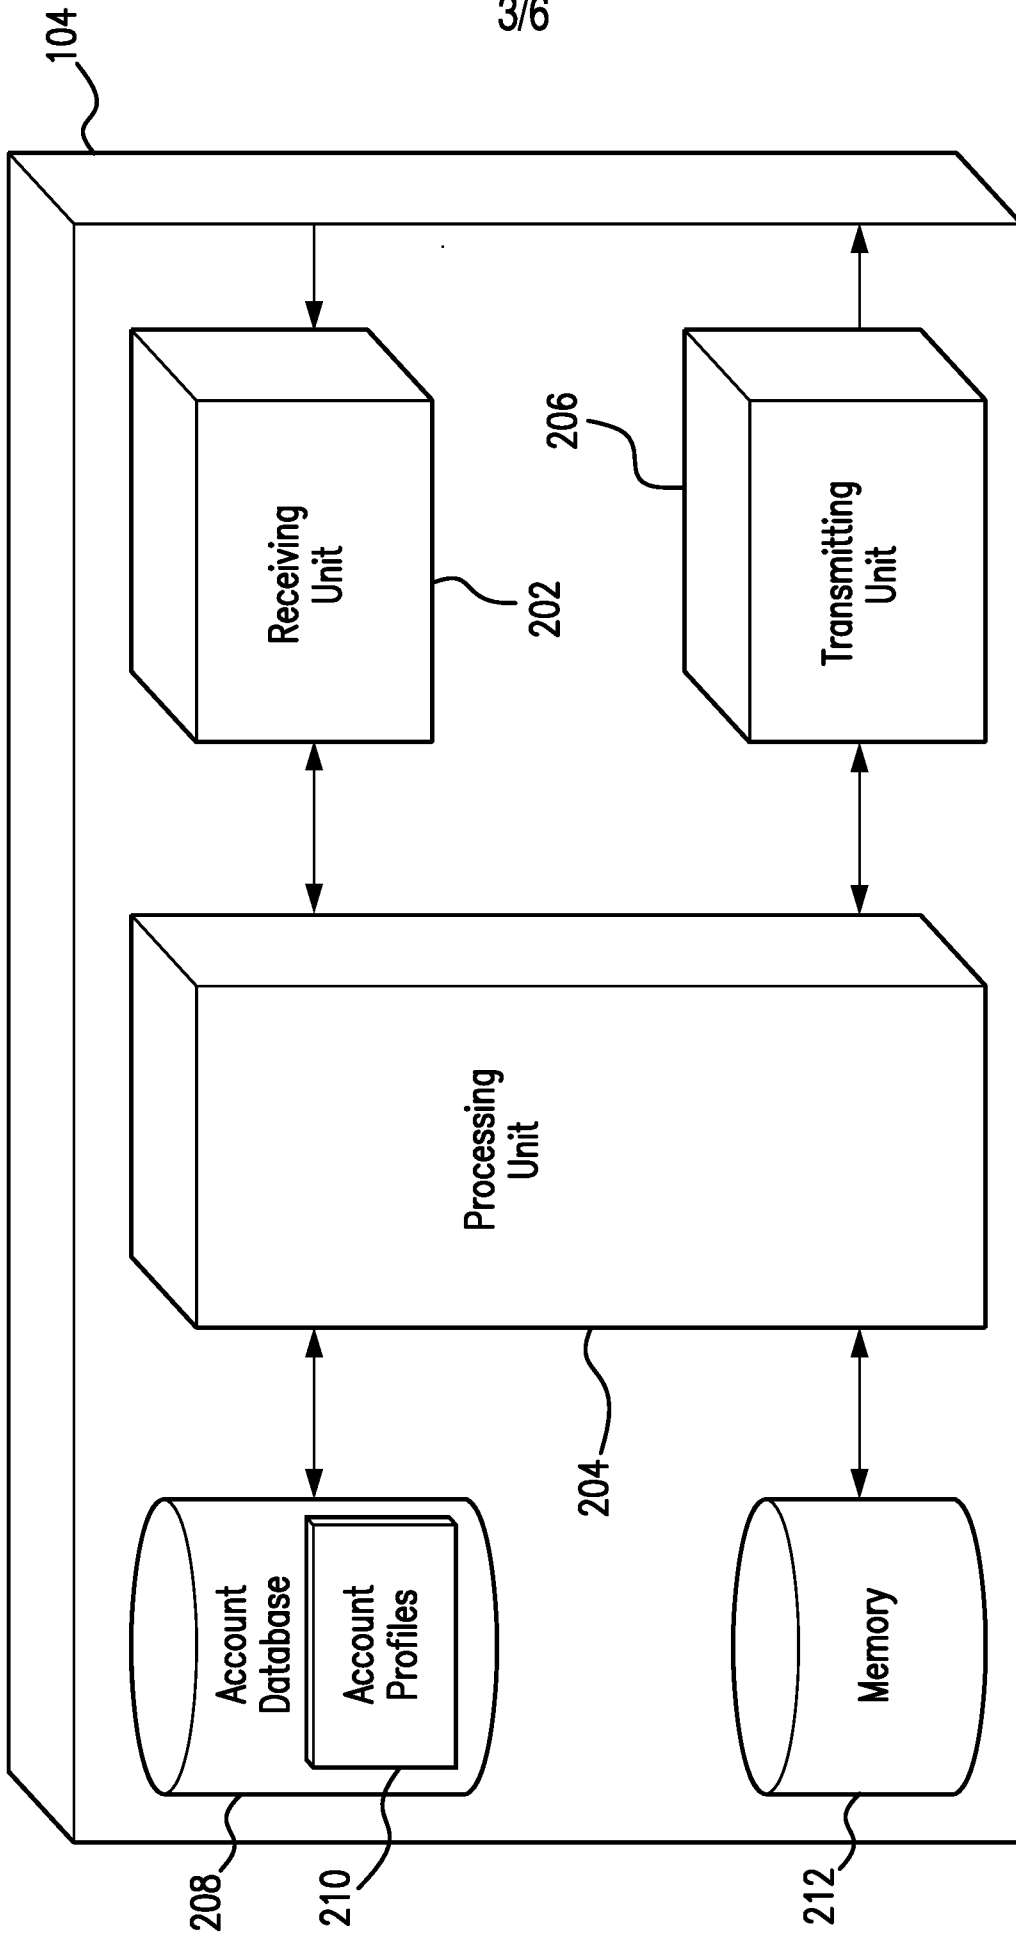 3/6
104
208
Account
Database
210
Account
Profiles
204
Processing
Unit
Receiving
Unit
202
212
Memory
206
Transmitting
Unit